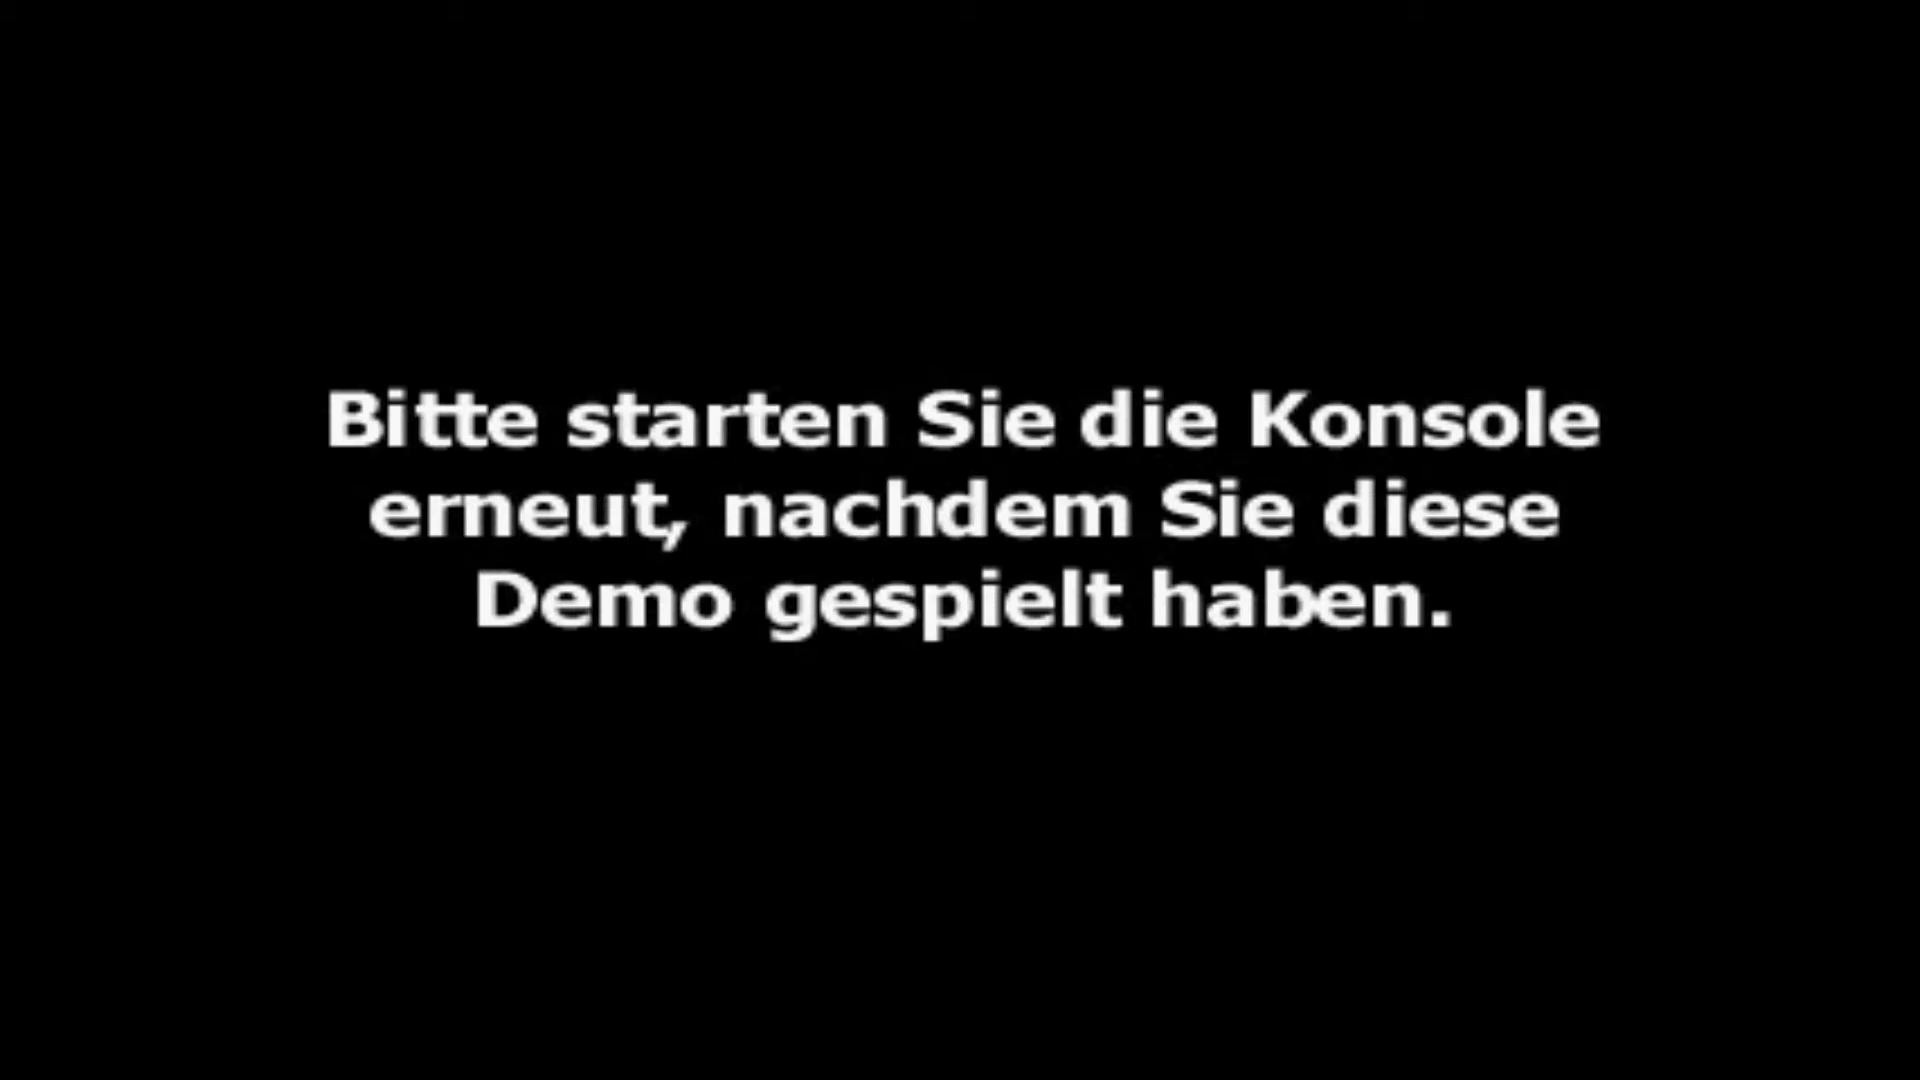 Bitte starten Sie die Konsole
erneut, nachdem Sie diese
Demo gespielt haben.